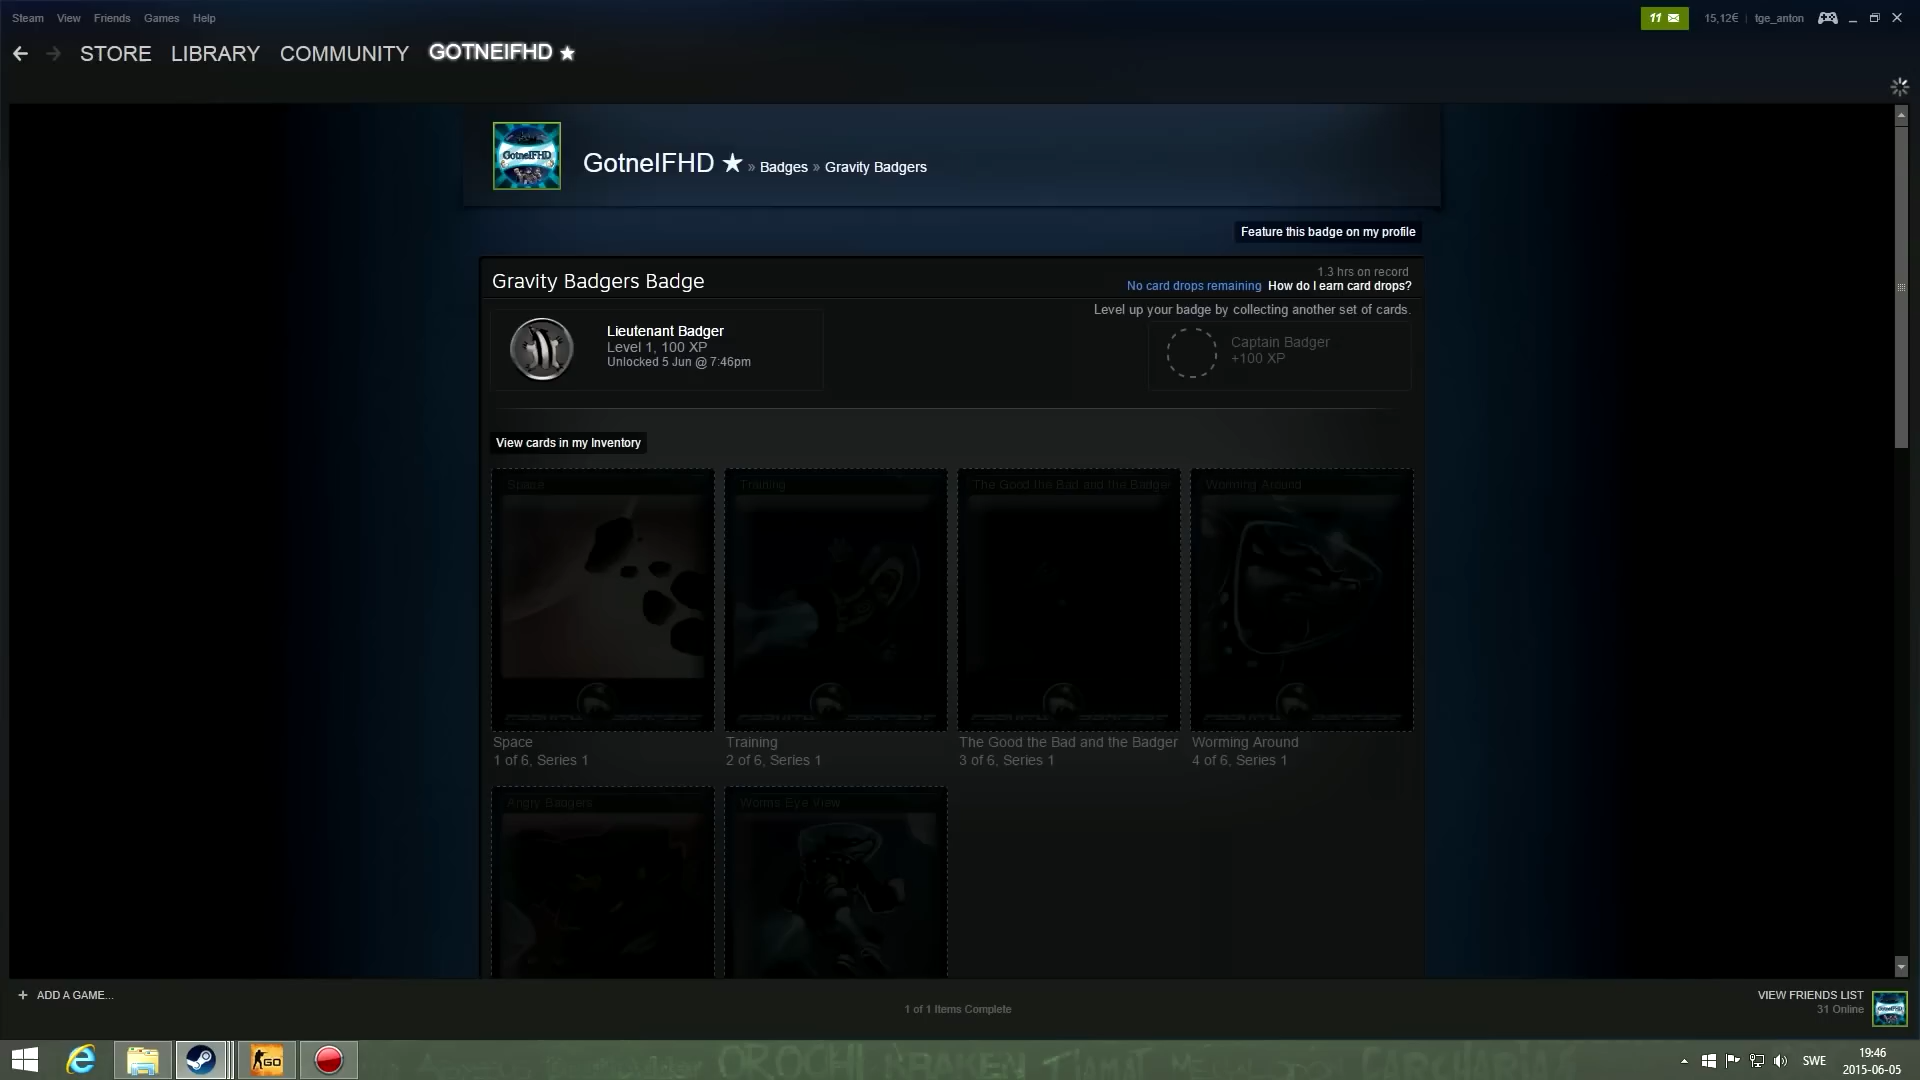 Steam View Friends Games Help
11
15,12€ | tge_anton
STORE LIBRARY COMMUNITY GOTNEIFHD ★
GotneIFHD
GotneIFHD ★ » Badges » Gravity Badgers
Feature this badge on my profile
Gravity Badgers Badge
1.3 hrs on record
No card drops remaining How do I earn card drops?
Level up your badge by collecting another set of cards.
Lieutenant Badger
Level 1, 100 XP
Unlocked 5 Jun @ 7:46pm
Captain Badger
+100 XP
View cards in my Inventory
Space
Training
The Good the Bad and the Badger
Worming Around
Space
1 of 6, Series 1
Training
2 of 6, Series 1
The Good the Bad and the Badger
3 of 6, Series 1
Worming Around
4 of 6, Series 1
Angry Badgers
Worms Eye View
+ ADD A GAME...
1 of 1 Items Complete
VIEW FRIENDS LIST
31 Online
GO
SWE
19:46
2015-06-05